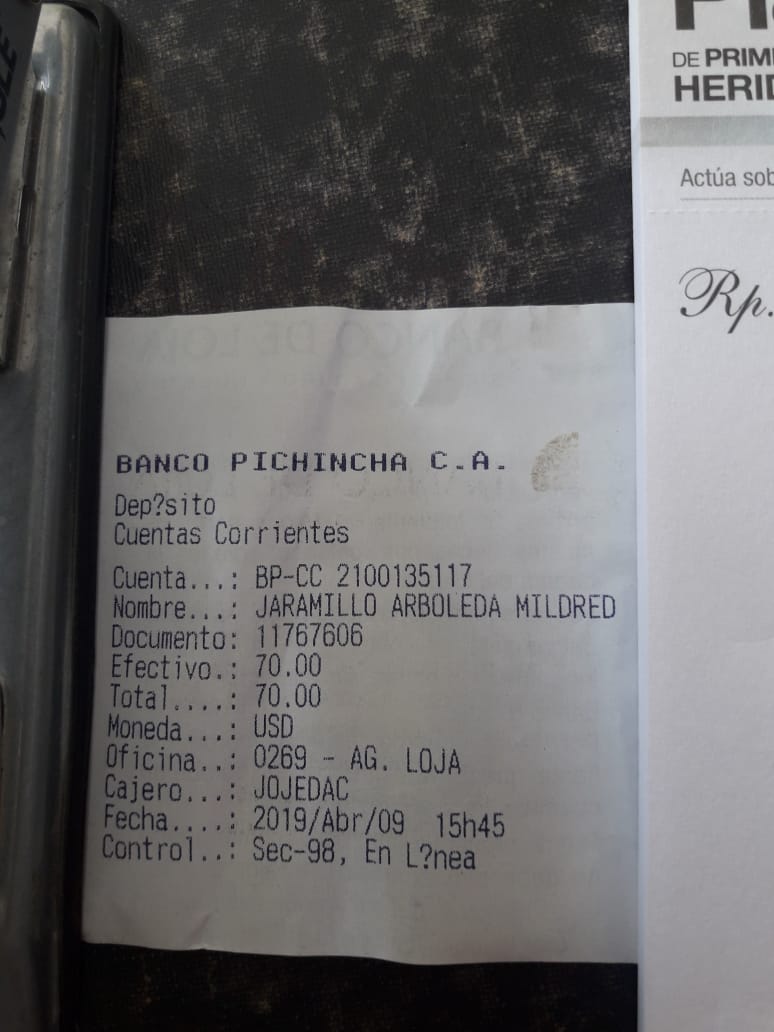 BANCO PICHINCHA C.A.
Dep?sito
Cuentas Corrientes
Cuenta...: BP-CC 2100135117
Nombre...: JARAMILLO ARBOLEDA MILDRED
Documento: 11767606
Efectivo.: 70.00
Total....: 70.00
Moneda...: USD
Oficina..: 0269 - AG. LOJA
Cajero...: JOJEDAC
Fecha....: 2019/Abr/09 15h45
Control..: Sec-98, En L?nea
DE PRIM
HERID
Actúa sob
Rp.